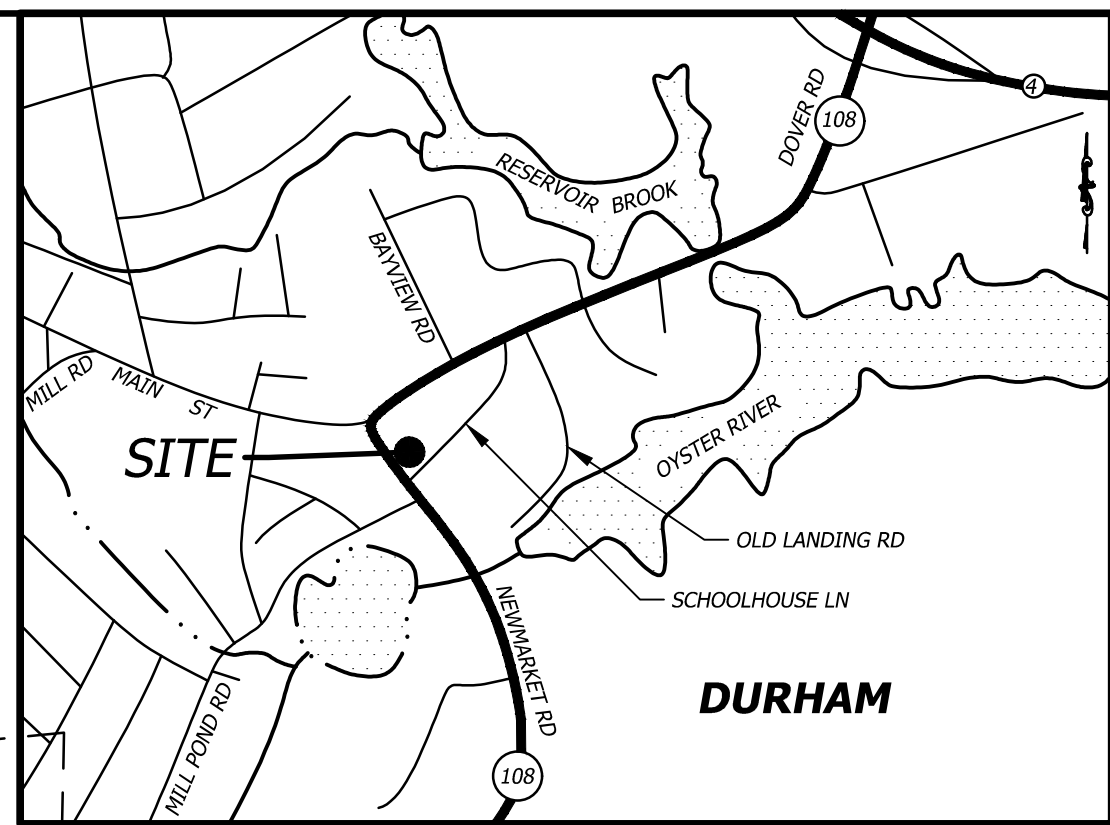 4
DOVER RD
108
RESERVOIR BROOK
BAYVIEW RD
MILL RD
MAIN ST
SITE
OYSTER RIVER
OLD LANDING RD
SCHOOLHOUSE LN
NEWMARKET RD
DURHAM
MILL POND RD
108